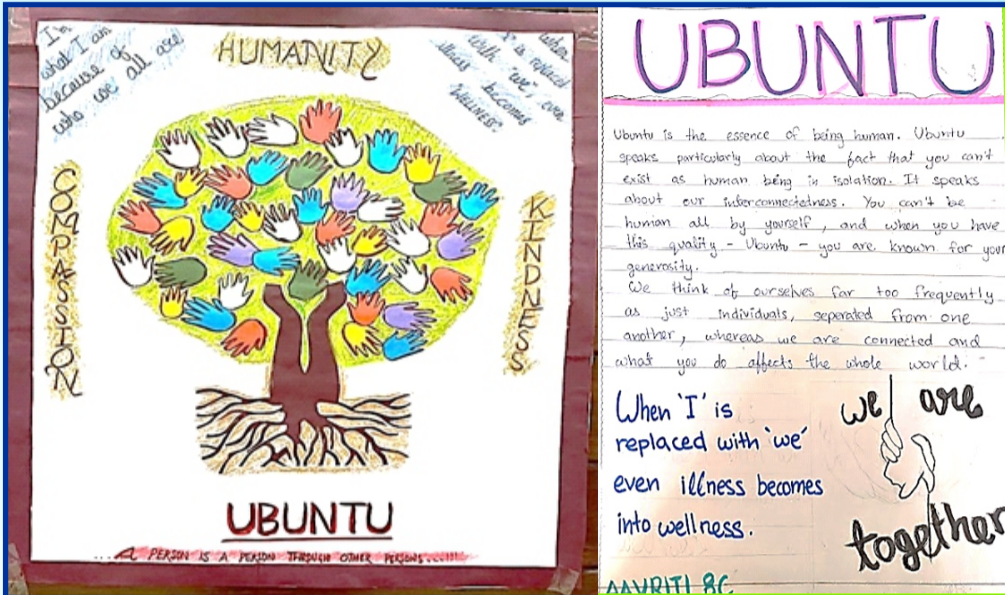 I'm
what I am
because of
who we all are!
HUMANITY
When
I is replaced
with "we", even
illness becomes
WELLNESS.
COMPASSION
KINDNESS
UBUNTU
....A PERSON IS A PERSON THROUGH OTHER PERSONS......
UBUNTU
Ubuntu is the essence of being human. Ubuntu
speaks particularly about the fact that you can't
exist as human being in isolation. It speaks
about our interconnectedness. You can't be
human all by yourself, and when you have
this quality - Ubuntu - you are known for your
generosity.
We think of ourselves far too frequently
as just individuals, seperated from one
another, whereas we are connected and
what you do affects the whole world.
When 'I' is
replaced with 'we'
even illness becomes
into wellness.
we are
together
AAVRITI 8C